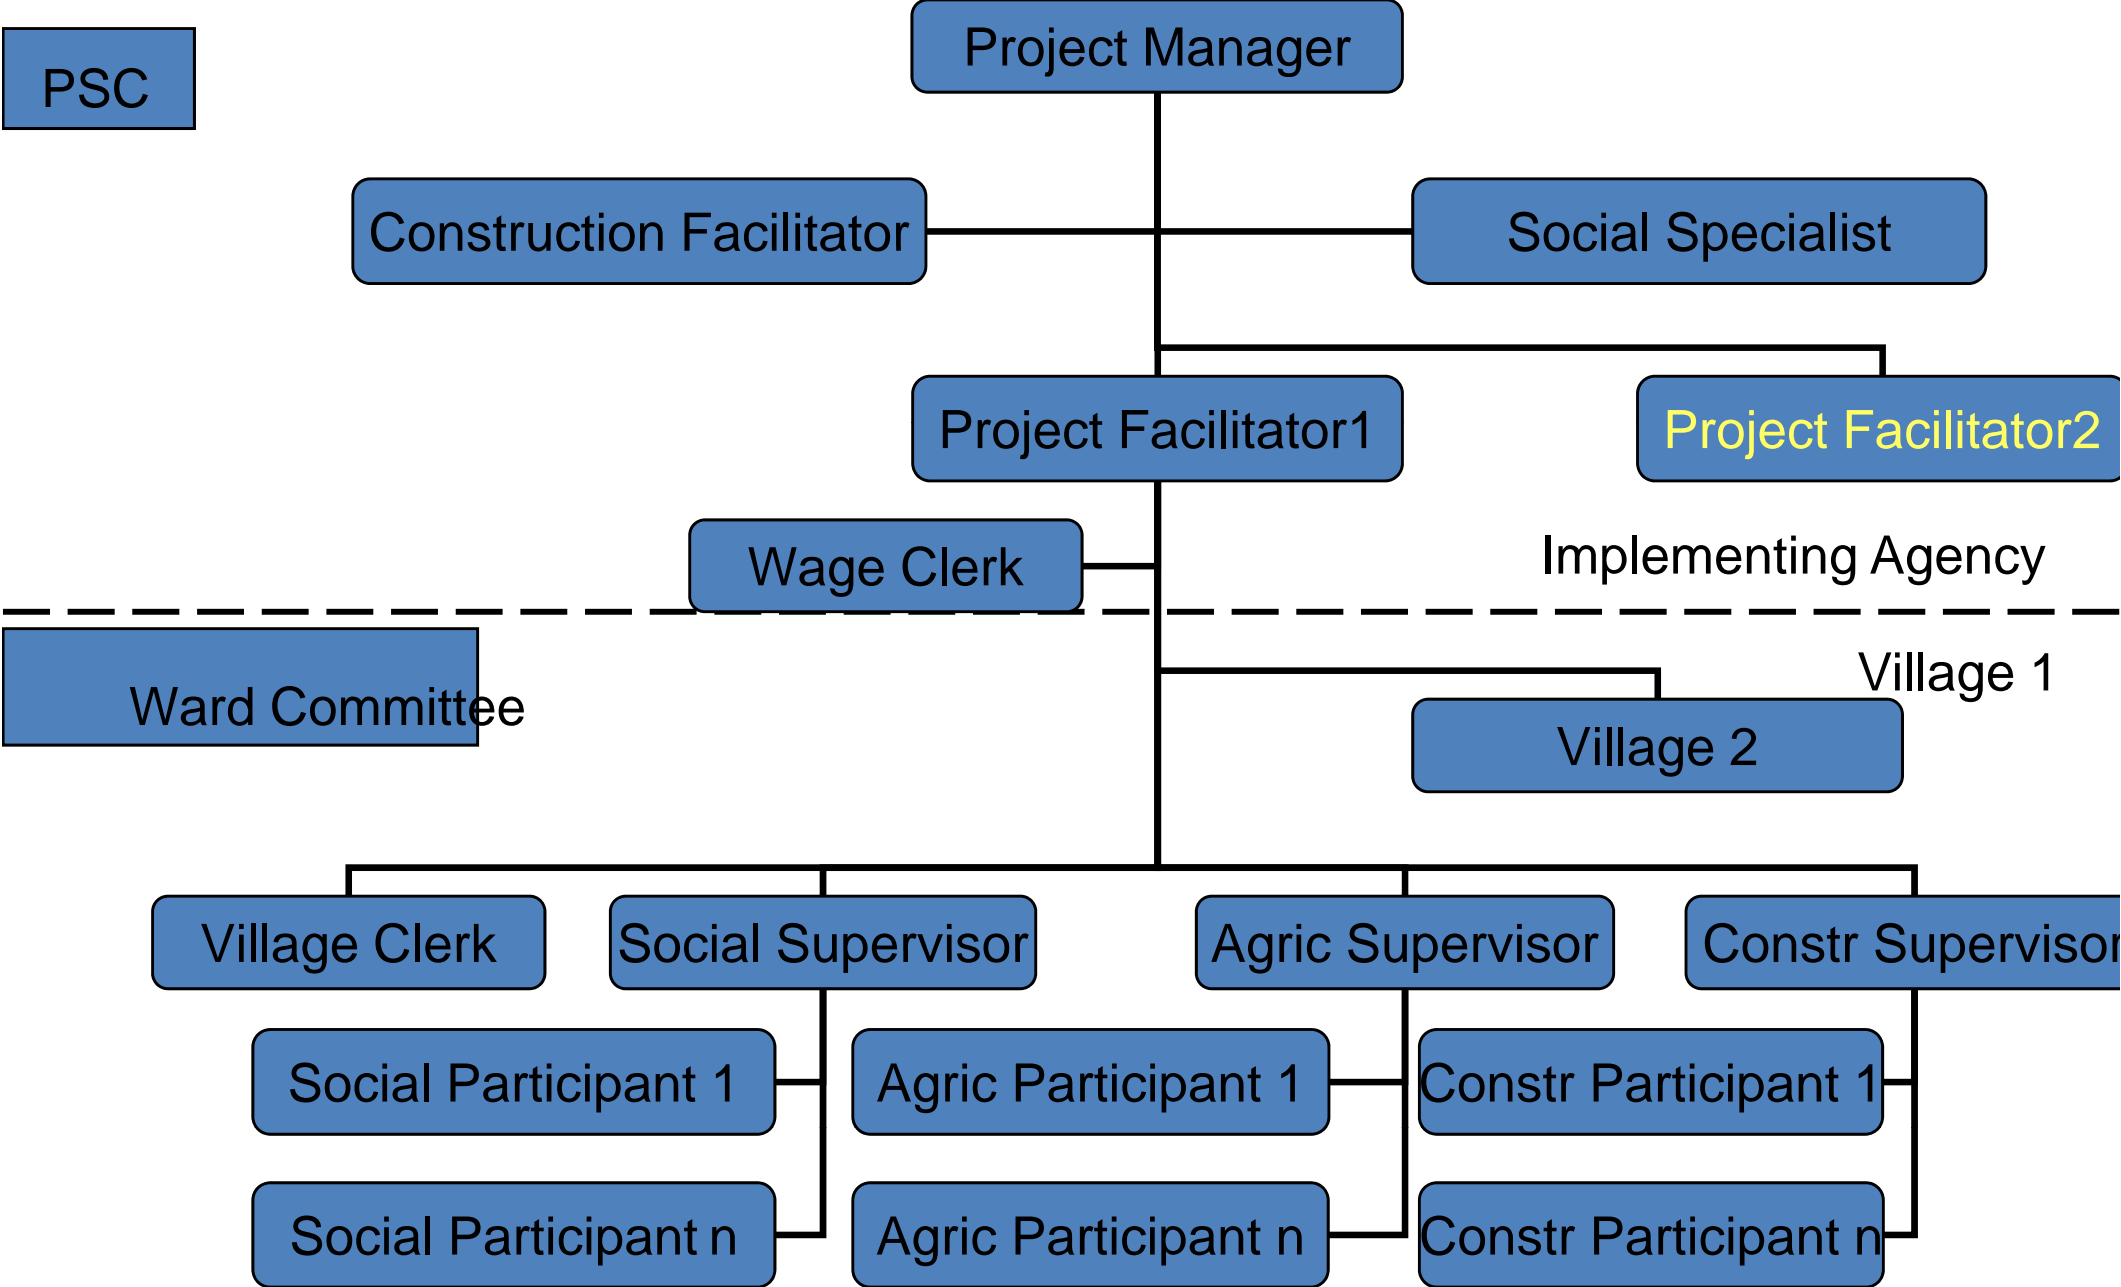 Project Manager
PSC
Construction Facilitator
Social Specialist
Project Facilitator1
Project Facilitator2
Wage Clerk
Implementing Agency
Village 1
Ward Committee
Village 2
Village Clerk
Social Supervisor
Agric Supervisor
Constr Supervisor
Social Participant 1
Agric Participant 1
Constr Participant 1
Social Participant n
Agric Participant n
Constr Participant n